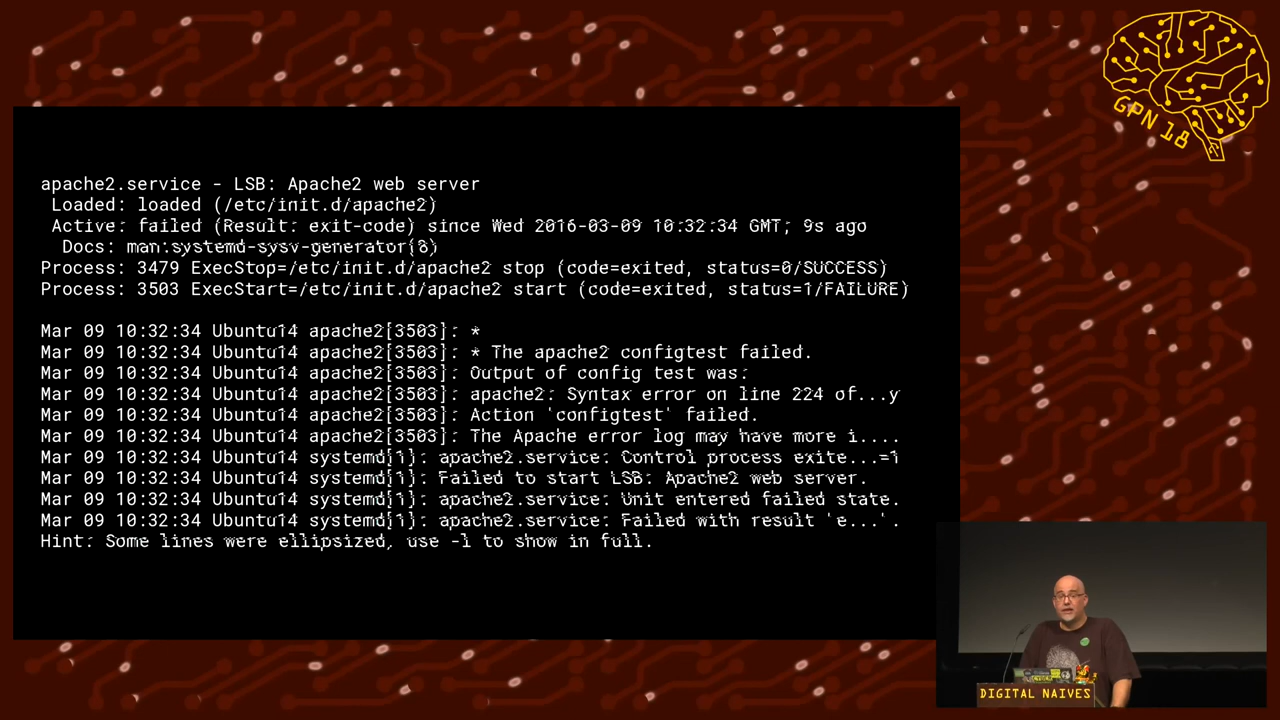 GPN 18
apache2.service - LSB: Apache2 web server
Loaded: loaded (/etc/init.d/apache2)
Active: failed (Result: exit-code) since Wed 2016-03-09 10:32:34 GMT; 9s ago
Docs: man:systemd-sysv-generator(8)
Process: 3479 ExecStop=/etc/init.d/apache2 stop (code=exited, status=0/SUCCESS)
Process: 3503 ExecStart=/etc/init.d/apache2 start (code=exited, status=1/FAILURE)
Mar 09 10:32:34 Ubuntu14 apache2[3503]: *
Mar 09 10:32:34 Ubuntu14 apache2[3503]: * The apache2 configtest failed.
Mar 09 10:32:34 Ubuntu14 apache2[3503]: Output of config test was:
Mar 09 10:32:34 Ubuntu14 apache2[3503]: apache2: Syntax error on line 224 of...y
Mar 09 10:32:34 Ubuntu14 apache2[3503]: Action 'configtest' failed.
Mar 09 10:32:34 Ubuntu14 apache2[3503]: The Apache error log may have more i....
Mar 09 10:32:34 Ubuntu14 systemd[1]: apache2.service: Control process exite...=1
Mar 09 10:32:34 Ubuntu14 systemd[1]: Failed to start LSB: Apache2 web server.
Mar 09 10:32:34 Ubuntu14 systemd[1]: apache2.service: Unit entered failed state.
Mar 09 10:32:34 Ubuntu14 systemd[1]: apache2.service: Failed with result 'e...'.
Hint: Some lines were ellipsized, use -l to show in full.
DIGITAL NAIVES